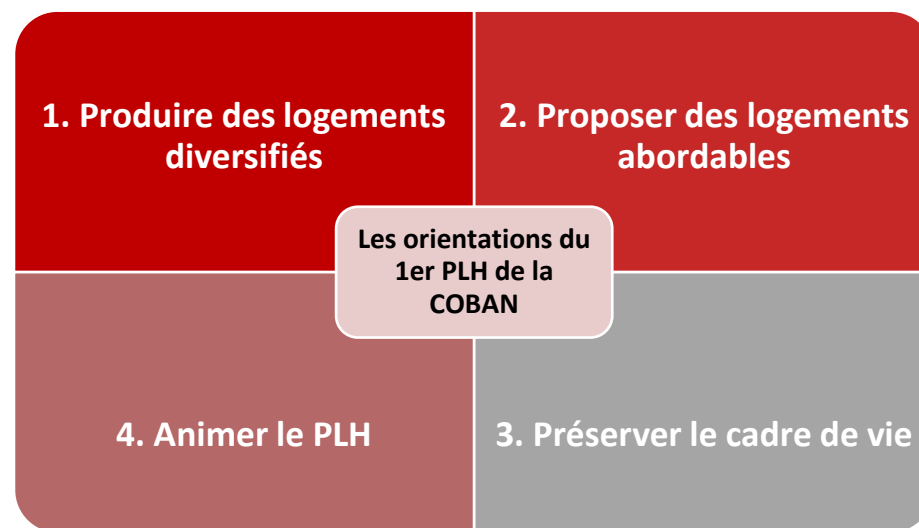 1. Produire des logements
diversifiés
2. Proposer des logements
abordables
Les orientations du
1er PLH de la
COBAN
4. Animer le PLH
3. Préserver le cadre de vie